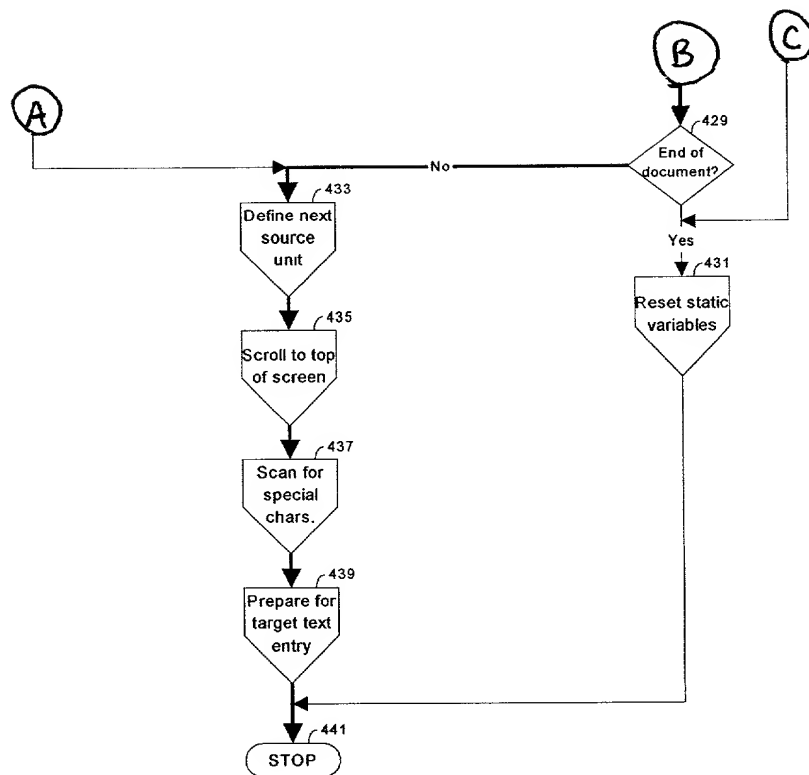 C
B
A
429
End of
document?
No
433
Define next
source
unit
Yes
431
Reset static
variables
435
Scroll to top
of screen
437
Scan for
special
chars.
439
Prepare for
target text
entry
441
STOP